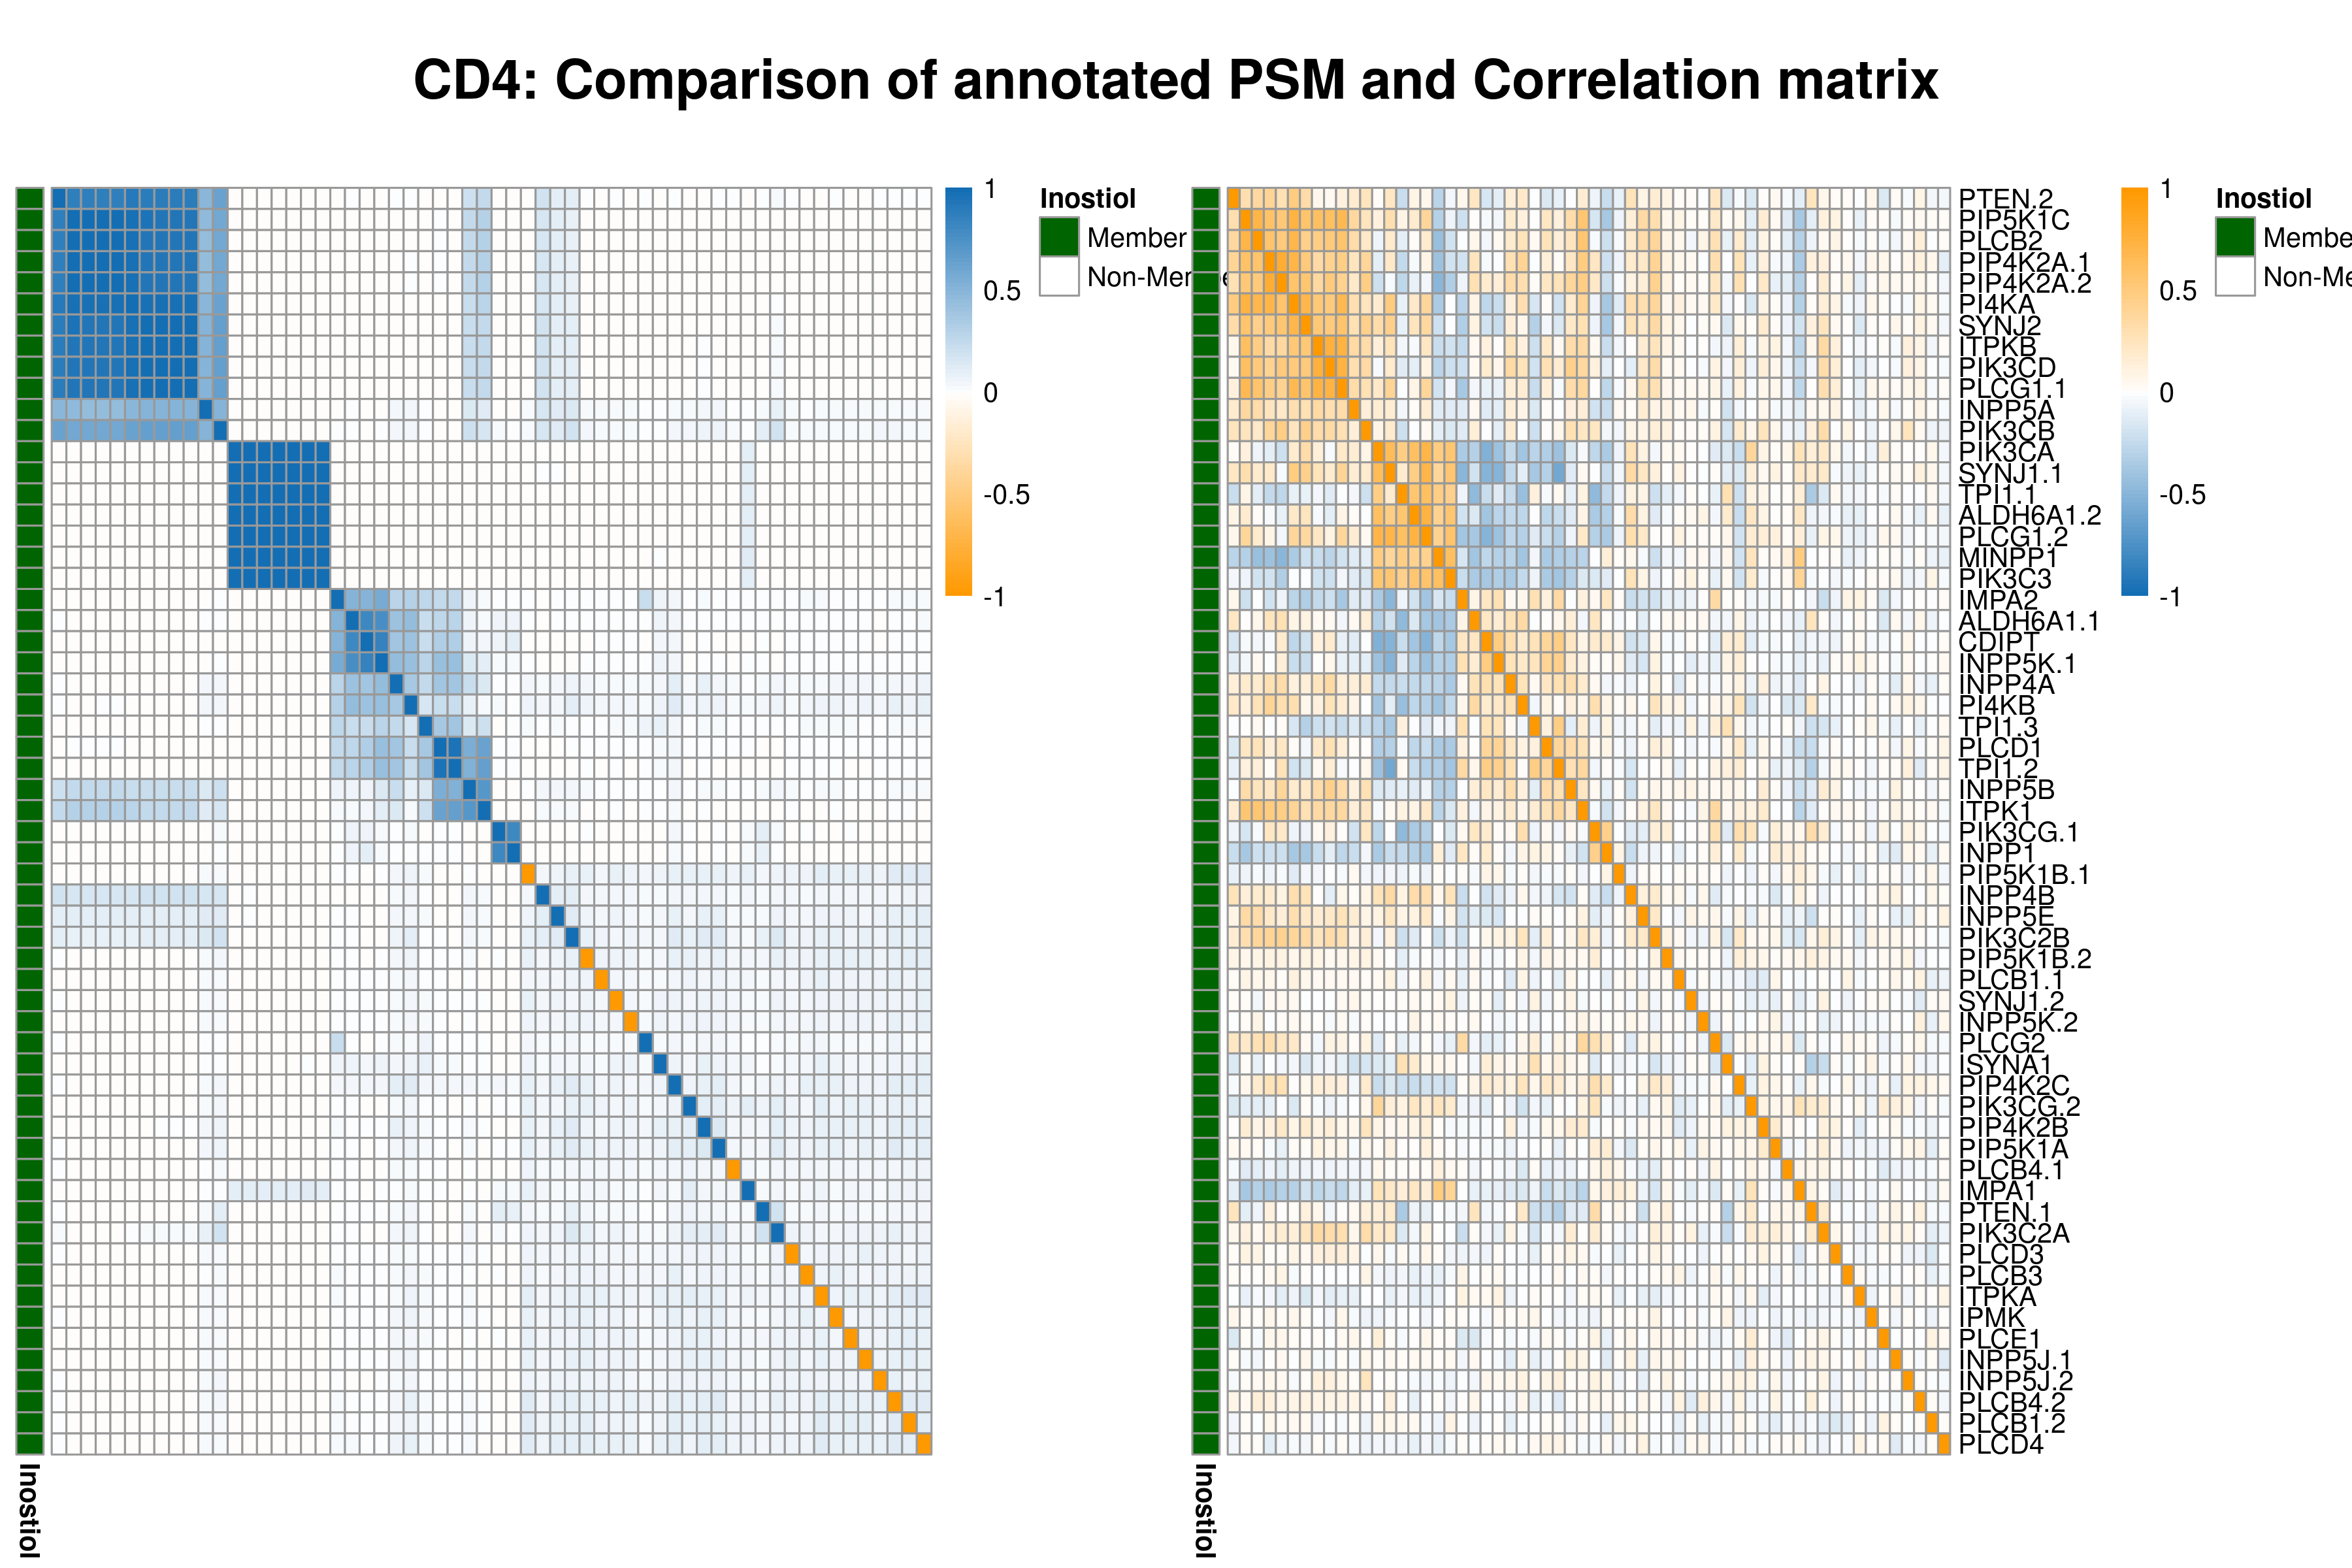 CD4: Comparison of annotated PSM and Correlation matrix
1
0.5
0
-0.5
-1
Inostiol
Member
Non-Member
Inostiol
PTEN.2
PIP5K1C
PLCB2
PIP4K2A.1
PIP4K2A.2
PI4KA
SYNJ2
ITPKB
PIK3CD
PLCG1.1
INPP5A
PIK3CB
PIK3CA
SYNJ1.1
TPI1.1
ALDH6A1.2
PLCG1.2
MINPP1
PIK3C3
IMPA2
ALDH6A1.1
CDIPT
INPP5K.1
INPP4A
PI4KB
TPI1.3
PLCD1
TPI1.2
INPP5B
ITPK1
PIK3CG.1
INPP1
PIP5K1B.1
INPP4B
INPP5E
PIK3C2B
PIP5K1B.2
PLCB1.1
SYNJ1.2
INPP5K.2
PLCG2
ISYNA1
PIP4K2C
PIK3CG.2
PIP4K2B
PIP5K1A
PLCB4.1
IMPA1
PTEN.1
PIK3C2A
PLCD3
PLCB3
ITPKA
IPMK
PLCE1
INPP5J.1
INPP5J.2
PLCB4.2
PLCB1.2
PLCD4
Inostiol
1
0.5
0
-0.5
-1
Inostiol
Membe
Non-Me